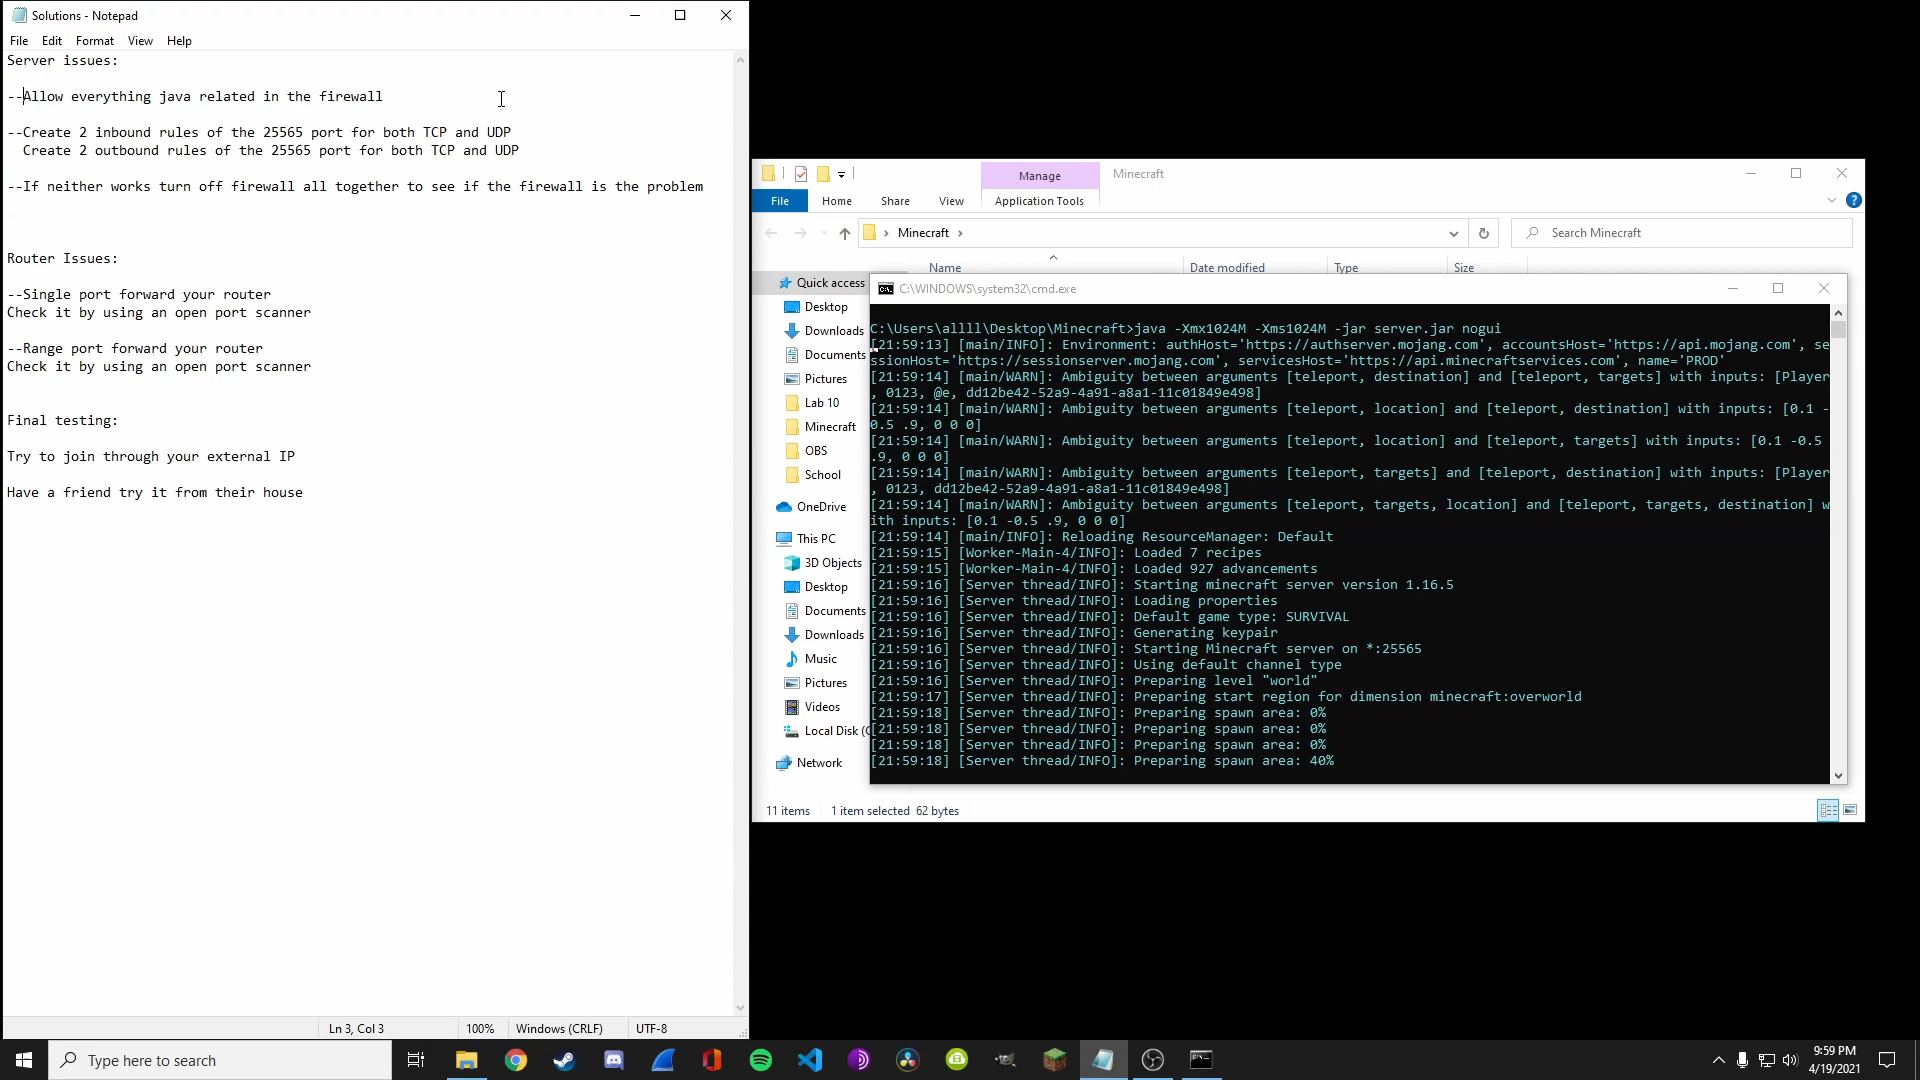 Solutions - Notepad
File Edit Format View Help
Server issues:
--Allow everything java related in the firewall
--Create 2 inbound rules of the 25565 port for both TCP and UDP
Create 2 outbound rules of the 25565 port for both TCP and UDP
--If neither works turn off firewall all together to see if the firewall is the problem
Router Issues:
--Single port forward your router
Check it by using an open port scanner
--Range port forward your router
Check it by using an open port scanner
Final testing:
Try to join through your external IP
Have a friend try it from their house
Ln 3, Col 3 100% Windows (CRLF) UTF-8
Manage Minecraft
File Home Share View Application Tools
Minecraft
Search Minecraft
Name Date modified Type Size
Quick access
Desktop
Downloads
Documents
Pictures
Lab 10
Minecraft
OBS
School
OneDrive
This PC
3D Objects
Desktop
Documents
Downloads
Music
Pictures
Videos
Local Disk (
Network
11 items 1 item selected 62 bytes
C:\WINDOWS\system32\cmd.exe
C:\Users\allll\Desktop\Minecraft>java -Xmx1024M -Xms1024M -jar server.jar nogui
[21:59:13] [main/INFO]: Environment: authHost='https://authserver.mojang.com', accountsHost='https://api.mojang.com', se
ssionHost='https://sessionserver.mojang.com', servicesHost='https://api.minecraftservices.com', name='PROD'
[21:59:14] [main/WARN]: Ambiguity between arguments [teleport, destination] and [teleport, targets] with inputs: [Player
, 0123, @e, dd12be42-52a9-4a91-a8a1-11c01849e498]
[21:59:14] [main/WARN]: Ambiguity between arguments [teleport, location] and [teleport, destination] with inputs: [0.1 -
0.5 .9, 0 0 0]
[21:59:14] [main/WARN]: Ambiguity between arguments [teleport, location] and [teleport, targets] with inputs: [0.1 -0.5
.9, 0 0 0]
[21:59:14] [main/WARN]: Ambiguity between arguments [teleport, targets] and [teleport, destination] with inputs: [Player
, 0123, dd12be42-52a9-4a91-a8a1-11c01849e498]
[21:59:14] [main/WARN]: Ambiguity between arguments [teleport, targets, location] and [teleport, targets, destination] w
ith inputs: [0.1 -0.5 .9, 0 0 0]
[21:59:14] [main/INFO]: Reloading ResourceManager: Default
[21:59:15] [Worker-Main-4/INFO]: Loaded 7 recipes
[21:59:15] [Worker-Main-4/INFO]: Loaded 927 advancements
[21:59:16] [Server thread/INFO]: Starting minecraft server version 1.16.5
[21:59:16] [Server thread/INFO]: Loading properties
[21:59:16] [Server thread/INFO]: Default game type: SURVIVAL
[21:59:16] [Server thread/INFO]: Generating keypair
[21:59:16] [Server thread/INFO]: Starting Minecraft server on *:25565
[21:59:16] [Server thread/INFO]: Using default channel type
[21:59:16] [Server thread/INFO]: Preparing level "world"
[21:59:17] [Server thread/INFO]: Preparing start region for dimension minecraft:overworld
[21:59:18] [Server thread/INFO]: Preparing spawn area: 0%
[21:59:18] [Server thread/INFO]: Preparing spawn area: 0%
[21:59:18] [Server thread/INFO]: Preparing spawn area: 0%
[21:59:18] [Server thread/INFO]: Preparing spawn area: 40%
Type here to search
9:59 PM
4/19/2021